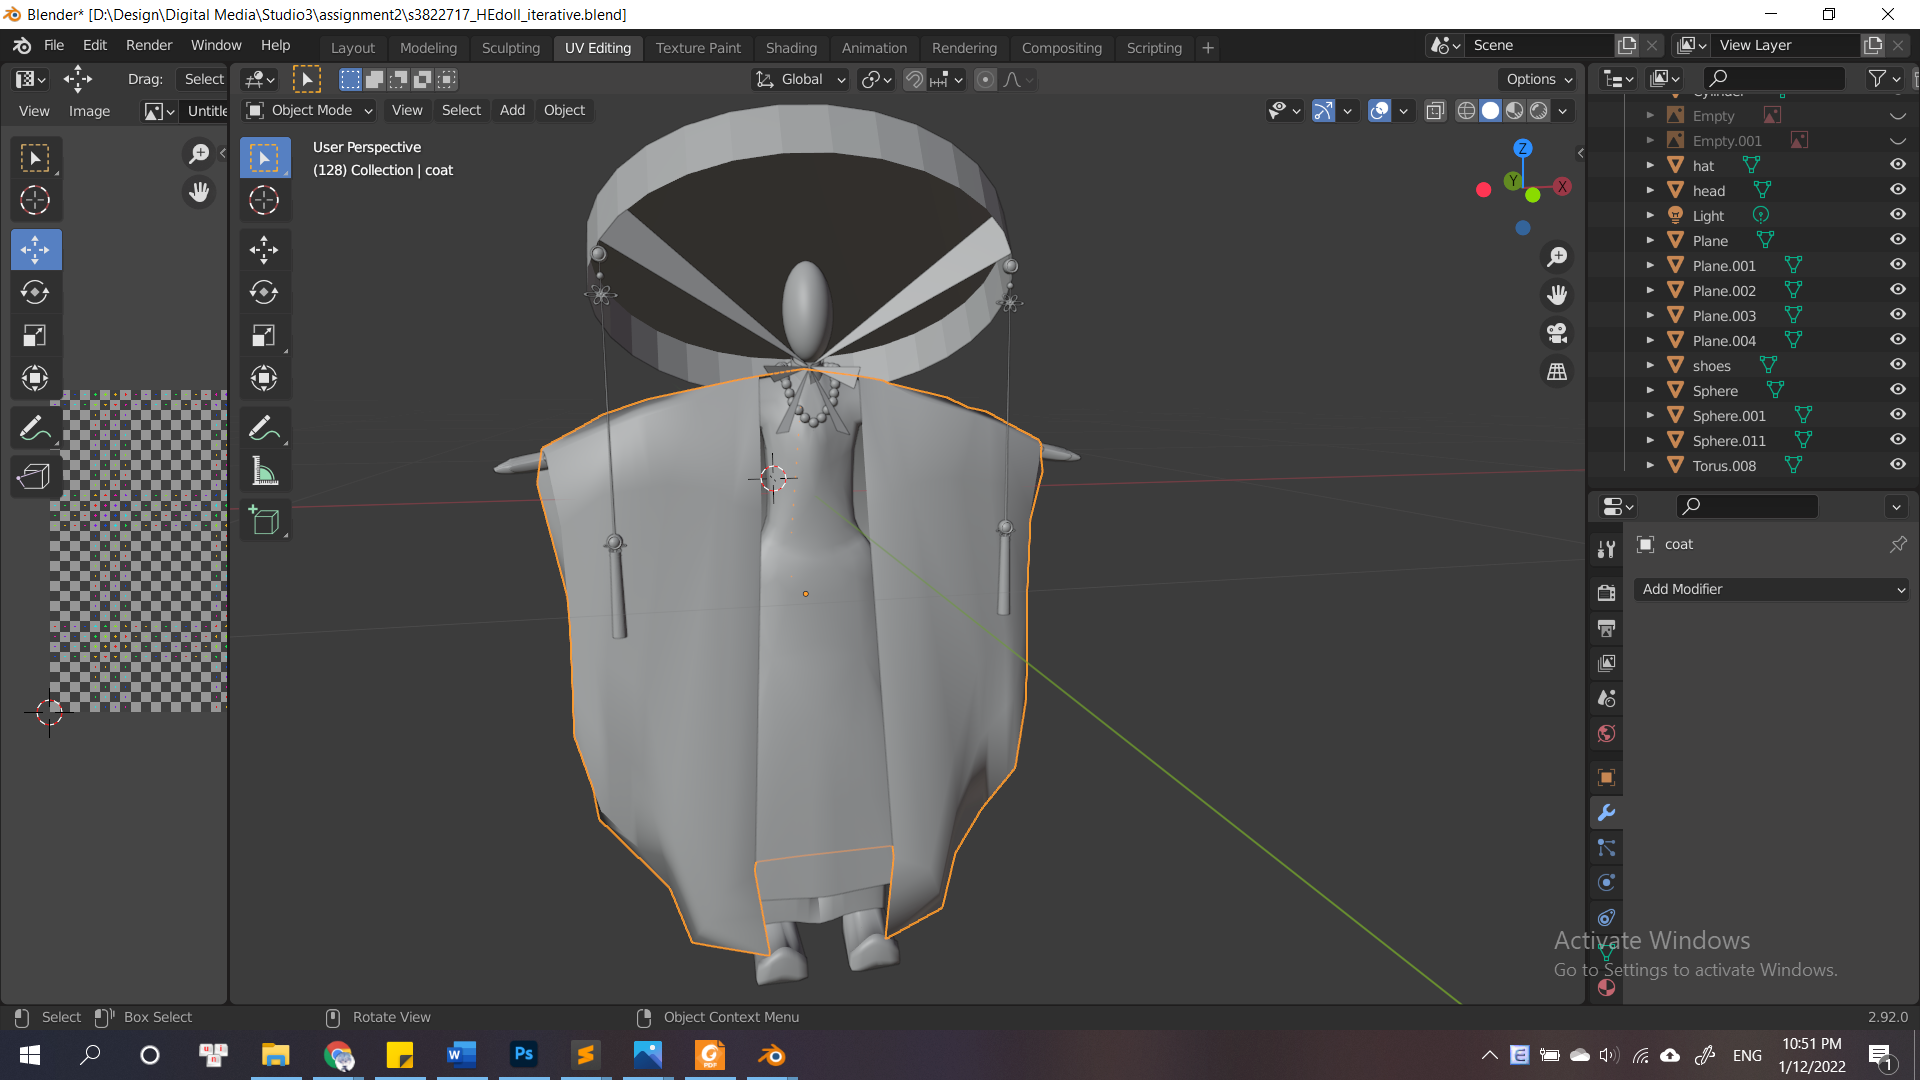 Blender* [D:\Design\Digital Media\Studio3\assignment2\s3822717_HEdoll_iterative.blend]
File Edit Render Window Help Layout Modeling Sculpting UV Editing Texture Paint Shading Animation Rendering Compositing Scripting + Scene View Layer
Drag: Select Global Options
View Image Untitle Object Mode View Select Add Object
User Perspective
(128) Collection | coat
Z
Y
X
Empty
Empty.001
hat
head
Light
Plane
Plane.001
Plane.002
Plane.003
Plane.004
shoes
Sphere
Sphere.001
Sphere.011
Torus.008
coat
Add Modifier
Activate Windows
Go to Settings to activate Windows.
Select Box Select Rotate View Object Context Menu 2.92.0
W Ps S PDF ENG
10:51 PM
1/12/2022
1